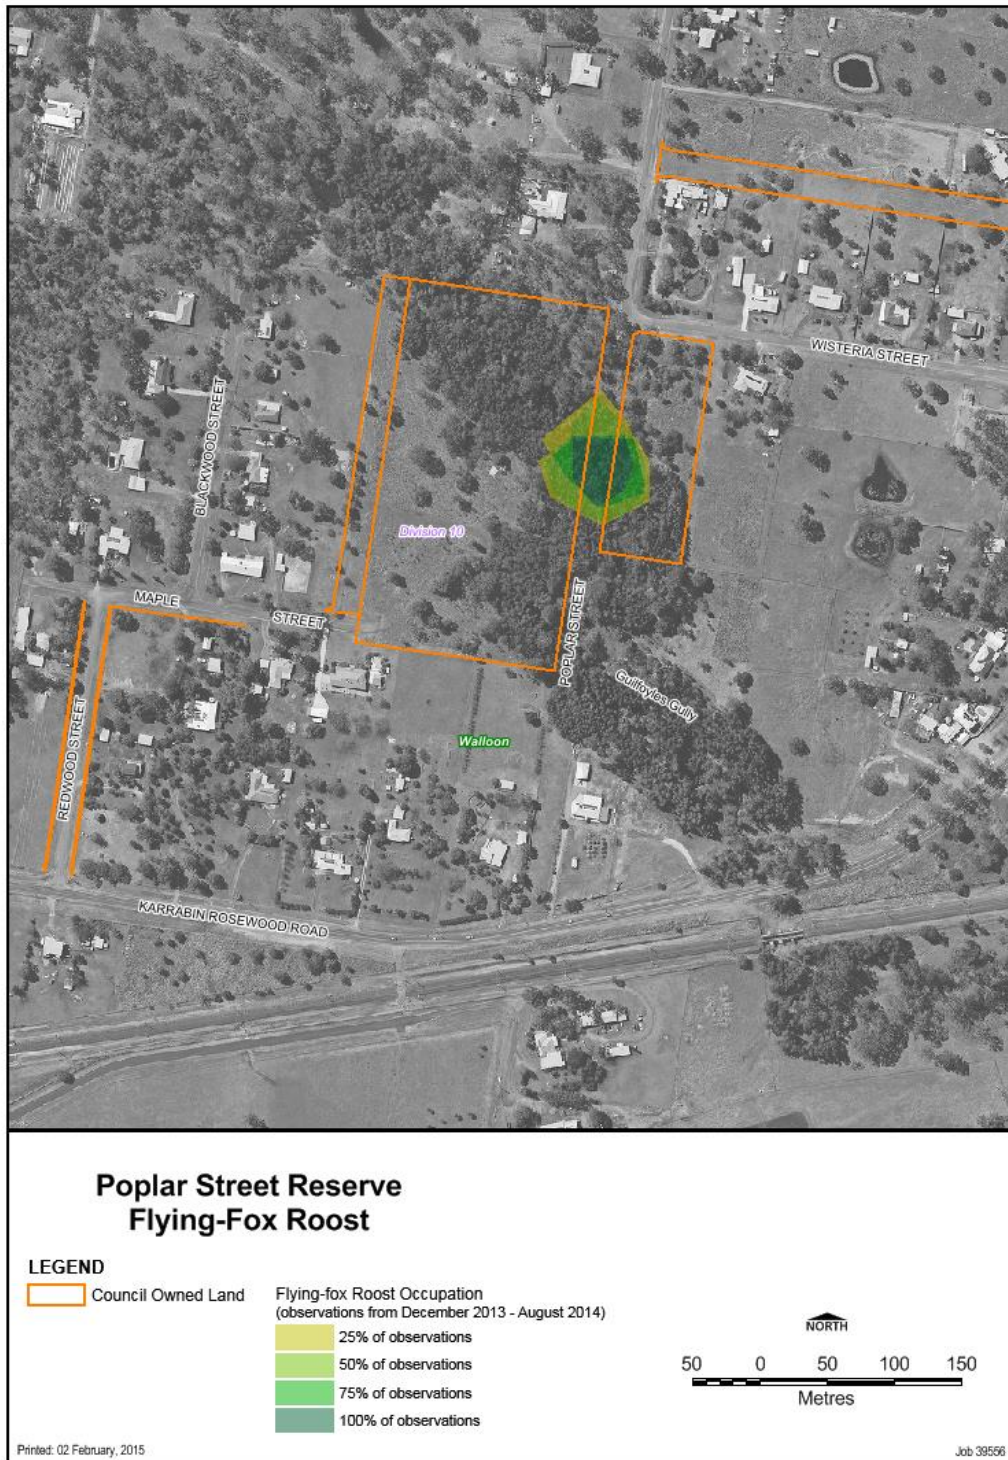 WISTERIA STREET
BLACKWOOD STREET
Division 10
MAPLE
STREET
POPLAR STREET
Guilfoyles Gully
REDWOOD STREET
Walloon
KARRABIN ROSEWOOD ROAD
Poplar Street Reserve
Flying-Fox Roost
LEGEND
Council Owned Land
Flying-fox Roost Occupation
(observations from December 2013 - August 2014)
25% of observations
50% of observations
75% of observations
100% of observations
NORTH
50 0 50 100 150
Metres
Printed: 02 February, 2015
Job 39556